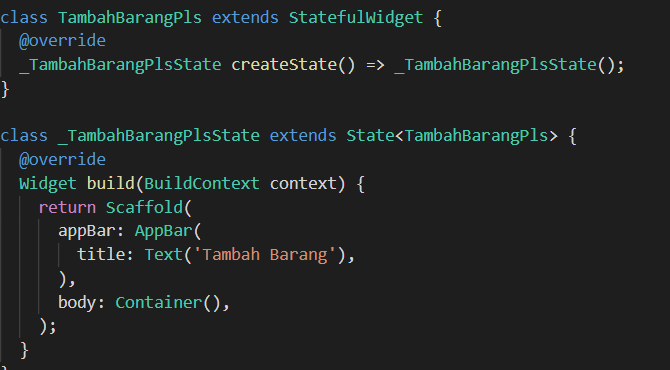 class TambahBarangPls extends StatefulWidget {
  @override
  _TambahBarangPlsState createState() => _TambahBarangPlsState();
}

class _TambahBarangPlsState extends State<TambahBarangPls> {
  @override
  Widget build(BuildContext context) {
    return Scaffold(
      appBar: AppBar(
        title: Text('Tambah Barang'),
      ),
      body: Container(),
    );
  }
}